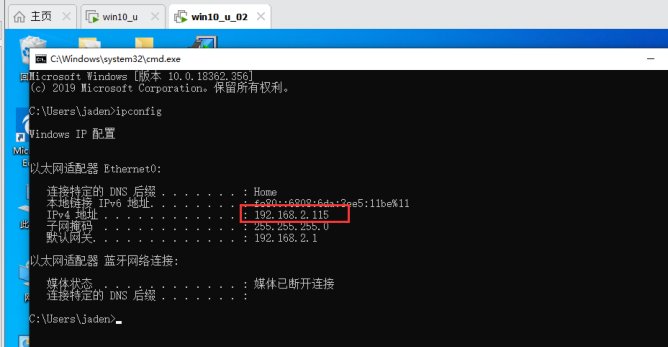 主页
win10_u
win10_u_02
C:\Windows\system32\cmd.exe
Microsoft Windows [版本 10.0.18362.356]
(c) 2019 Microsoft Corporation。保留所有权利。
C:\Users\jaden>ipconfig
Windows IP 配置
以太网适配器 Ethernet0:
连接特定的 DNS 后缀 . . . . . . . : Home
本地链接 IPv6 地址. . . . . . . . : fe80::6808:6da:
IPv4 地址 . . . . . . . . . . . . : 192.168.2.115
子网掩码 . . . . . . . . . . . . : 255.255.255.0
默认网关. . . . . . . . . . . . . : 192.168.2.1
以太网适配器 蓝牙网络连接:
媒体状态 . . . . . . . . . . . . : 媒体已断开连接
连接特定的 DNS 后缀 . . . . . . . :
C:\Users\jaden>